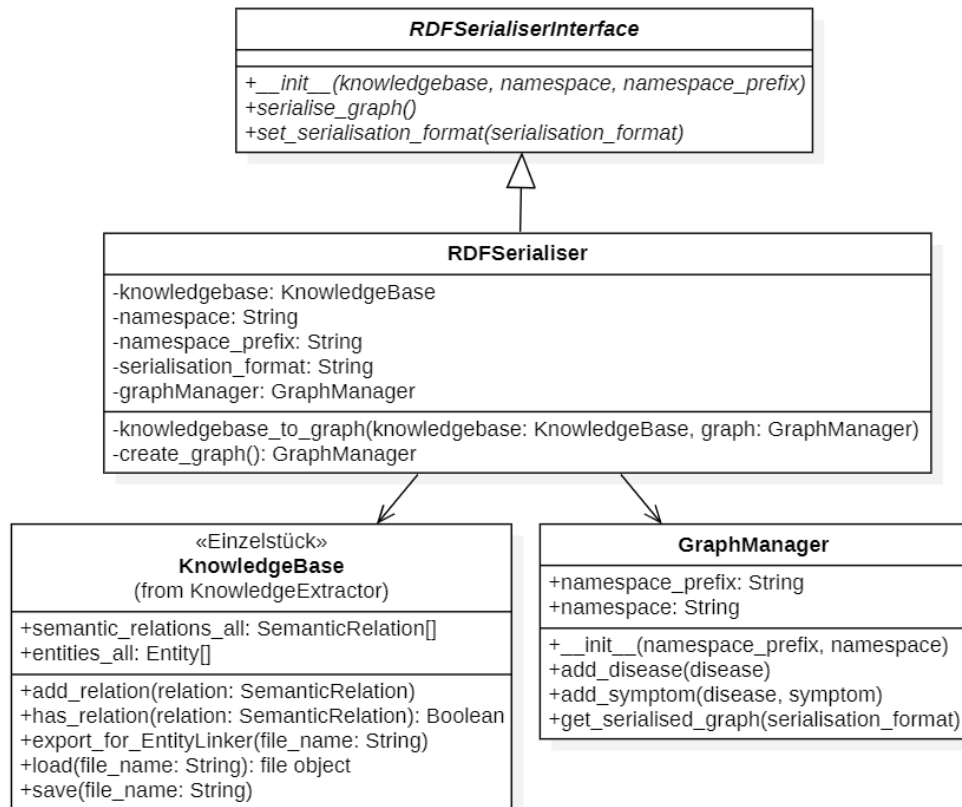 RDFSerialiserInterface
+__init__(knowledgebase, namespace, namespace_prefix)
+serialise_graph()
+set_serialisation_format(serialisation_format)
RDFSerialiser
-knowledgebase: KnowledgeBase
-namespace: String
-namespace_prefix: String
-serialisation_format: String
-graphManager: GraphManager
-knowledgebase_to_graph(knowledgebase: KnowledgeBase, graph: GraphManager)
-create_graph(): GraphManager
«Einzelstück»
KnowledgeBase
(from KnowledgeExtractor)
+semantic_relations_all: SemanticRelation[]
+entities_all: Entity[]
+add_relation(relation: SemanticRelation)
+has_relation(relation: SemanticRelation): Boolean
+export_for_EntityLinker(file_name: String)
+load(file_name: String): file object
+save(file_name: String)
GraphManager
+namespace_prefix: String
+namespace: String
+__init__(namespace_prefix, namespace)
+add_disease(disease)
+add_symptom(disease, symptom)
+get_serialised_graph(serialisation_format)